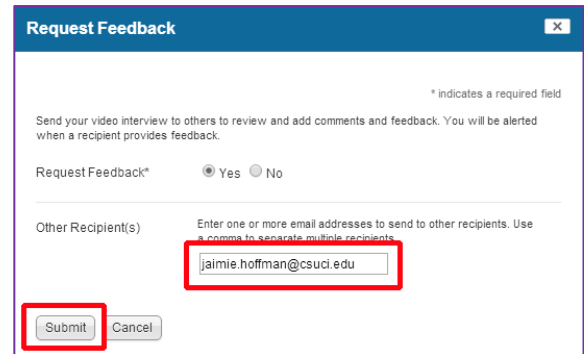 Request Feedback
x
* indicates a required field
Send your video interview to others to review and add comments and feedback. You will be alerted
when a recipient provides feedback.
Request Feedback* Yes No
Other Recipient(s) Enter one or more email addresses to send to other recipients. Use
a comma to separate multiple recipients
jaimie.hoffman@csuci.edu
Submit Cancel